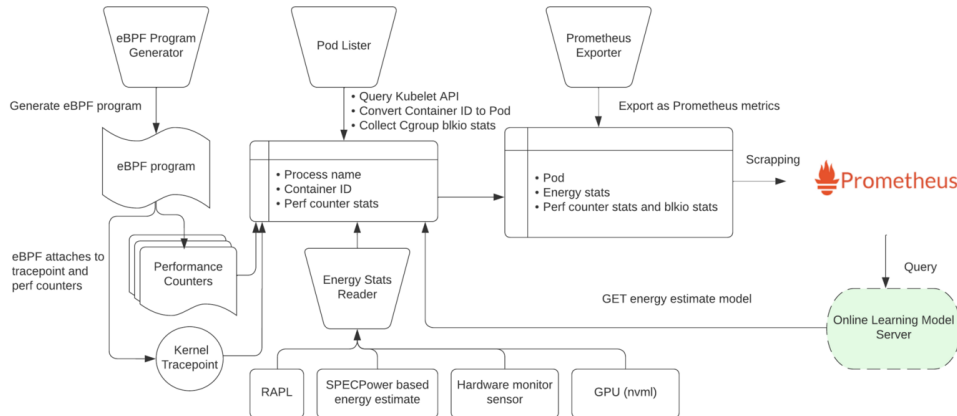 eBPF Program
Generator
Pod Lister
Prometheus
Exporter
Generate eBPF program
• Query Kubelet API
• Convert Container ID to Pod
• Collect Cgroup blkio stats
Export as Prometheus metrics
eBPF program
• Process name
• Container ID
• Perf counter stats
• Pod
• Energy stats
• Perf counter stats and blkio stats
Scrapping
Prometheus
eBPF attaches to
tracepoint and
perf counters
Performance
Counters
Energy Stats
Reader
Query
GET energy estimate model
Online Learning Model
Server
Kernel
Tracepoint
RAPL
SPECPower based
energy estimate
Hardware monitor
sensor
GPU (nvml)